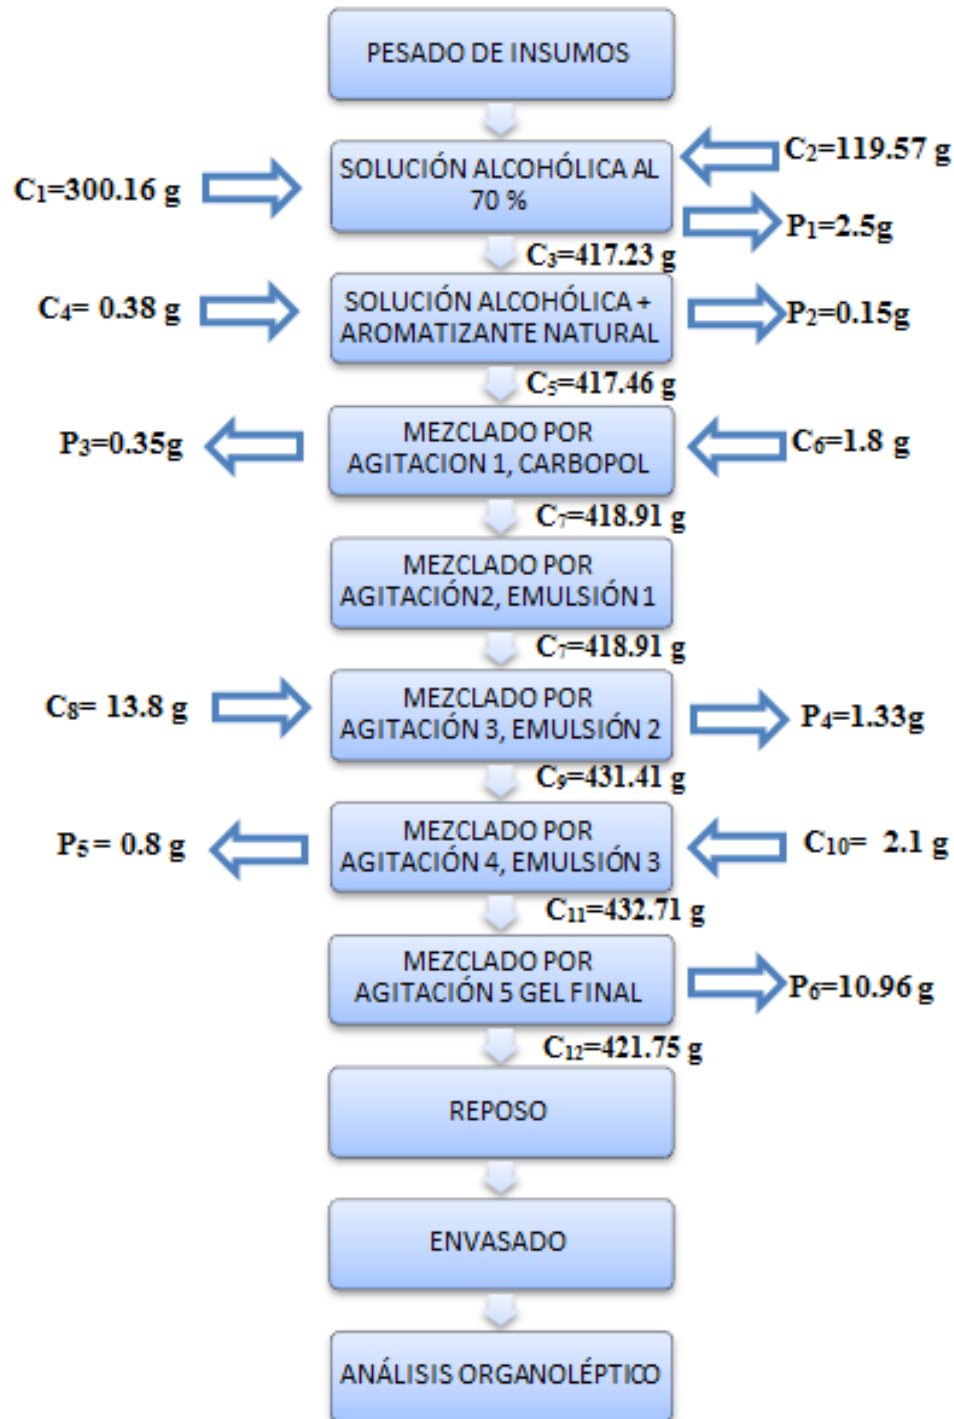 PESADO DE INSUMOS
C₂=119.57 g
SOLUCIÓN ALCOHÓLICA AL
70 %
C₁=300.16 g
P₁=2.5g
C₃=417.23 g
C₄= 0.38 g
SOLUCIÓN ALCOHÓLICA +
AROMATIZANTE NATURAL
P₂=0.15g
C₅=417.46 g
P₃=0.35g
MEZCLADO POR
AGITACION 1, CARBOPOL
C₆=1.8 g
C₇=418.91 g
MEZCLADO POR
AGITACIÓN2, EMULSIÓN 1
C₇=418.91 g
C₈= 13.8 g
MEZCLADO POR
AGITACIÓN 3, EMULSIÓN 2
P₄=1.33g
C₉=431.41 g
P₅= 0.8 g
MEZCLADO POR
AGITACIÓN 4, EMULSIÓN 3
C₁₀= 2.1 g
C₁₁=432.71 g
MEZCLADO POR
AGITACIÓN 5 GEL FINAL
P₆=10.96 g
C₁₂=421.75 g
REPOSO
ENVASADO
ANÁLISIS ORGANOLÉPTICO